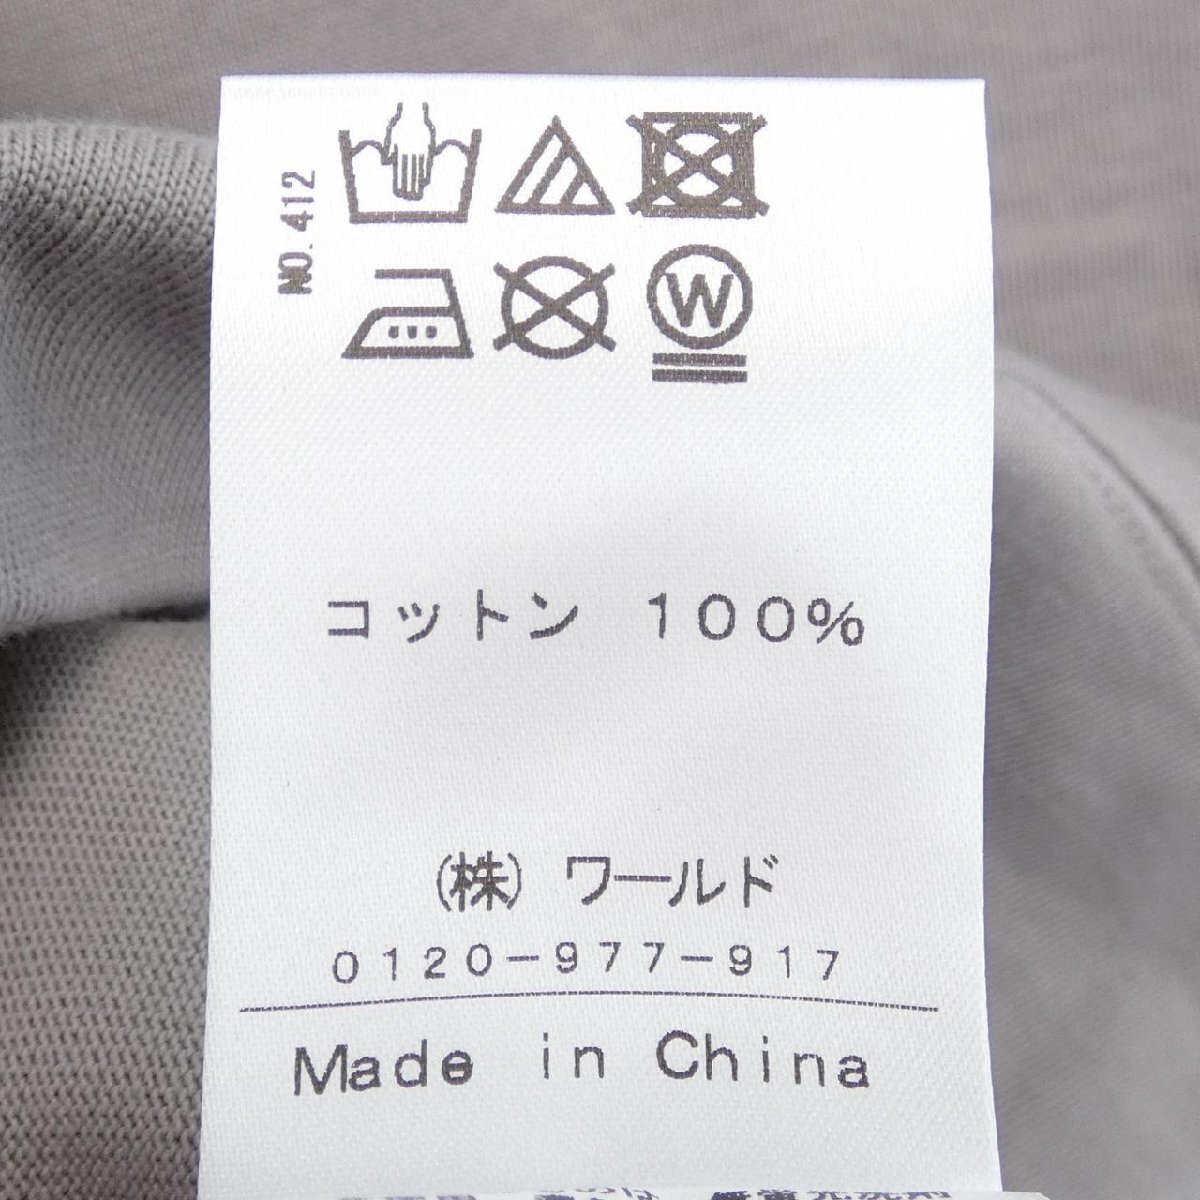 NO.412
W
コットン 100%
(株)ワールド
0120-977-917
Made in China